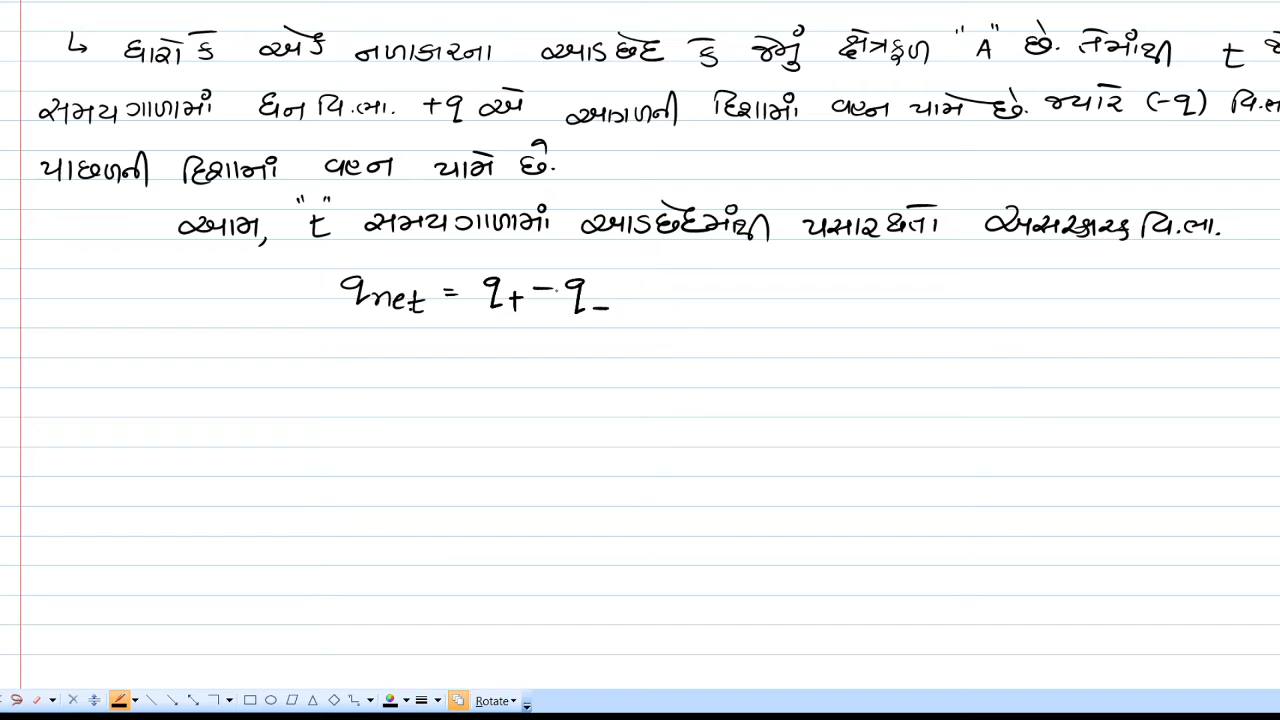 ↳ ધારો કે એક નળાકારના આડછેદ કે જેનું ક્ષેત્રફળ "A" છે. તેમાંથી t
સમયગાળામાં ધન વિ.ભા. +q એ આગળની દિશામાં વહન પામે છે. જ્યારે (-q) વિ.ભ
પાછળની દિશામાં વહન પામે છે.
આમ, "t" સમયગાળામાં આડછેદમાંથી પસાર થતો અસરકારક વિ.ભા.
qnet = q+ - q-
Rotate